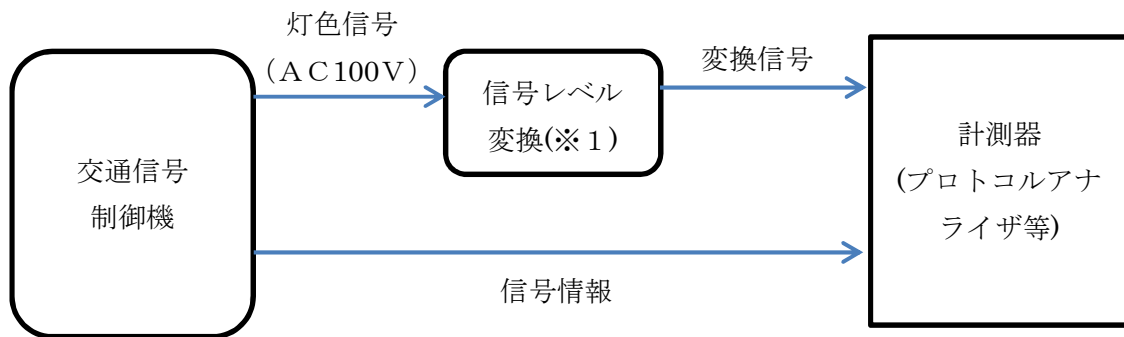 灯色信号
（ＡＣ100Ｖ）
信号レベル
変換(※１)
変換信号
交通信号
制御機
計測器
(プロトコルアナ
ライザ等)
信号情報